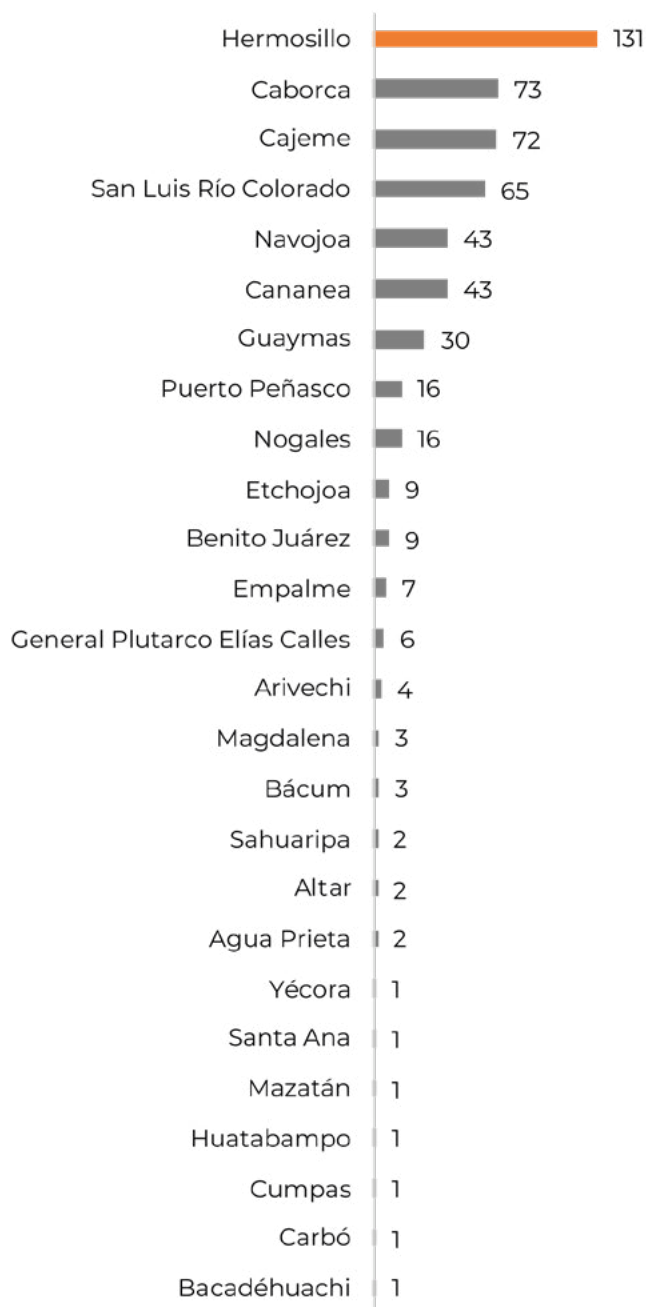 Hermosillo 131
Caborca 73
Cajeme 72
San Luis Río Colorado 65
Navojoa 43
Cananea 43
Guaymas 30
Puerto Peñasco 16
Nogales 16
Etchojoa 9
Benito Juárez 9
Empalme 7
General Plutarco Elías Calles 6
Arivechi 4
Magdalena 3
Bácum 3
Sahuaripa 2
Altar 2
Agua Prieta 2
Yécora 1
Santa Ana 1
Mazatán 1
Huatabampo 1
Cumpas 1
Carbó 1
Bacadéhuachi 1